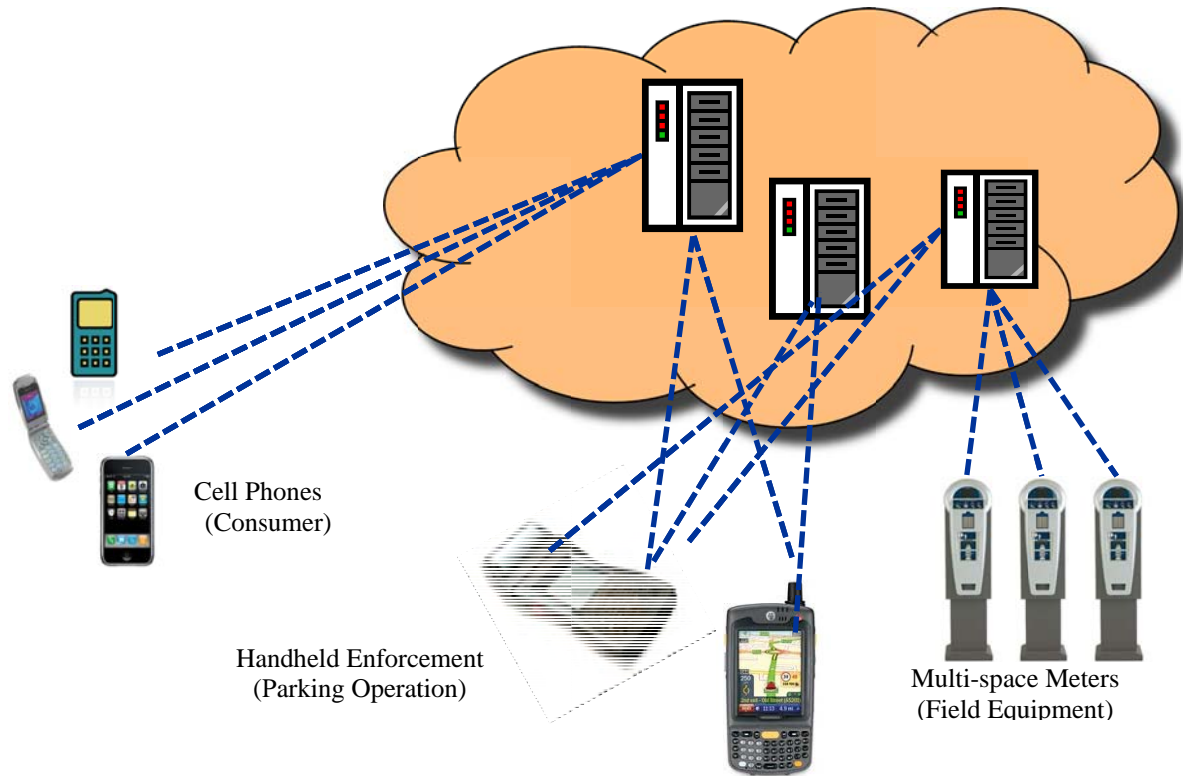 Cell Phones
(Consumer)
Handheld Enforcement
(Parking Operation)
Multi-space Meters
(Field Equipment)